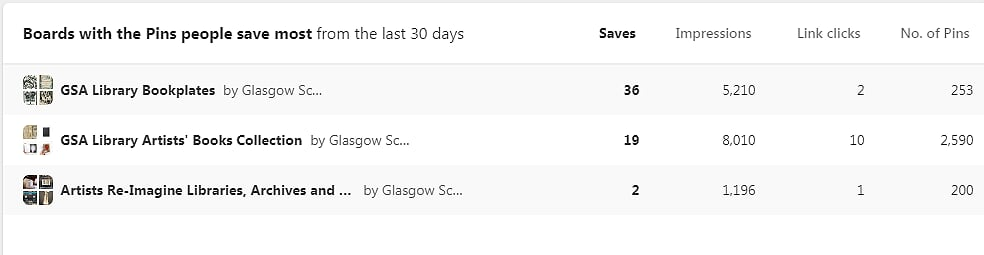 Boards with the Pins people save most from the last 30 days Saves Impressions Link clicks No. of Pins
GSA Library Bookplates by Glasgow Sc... 36 5,210 2 253
GSA Library Artists' Books Collection by Glasgow Sc... 19 8,010 10 2,590
Artists Re-Imagine Libraries, Archives and ... by Glasgow Sc... 2 1,196 1 200